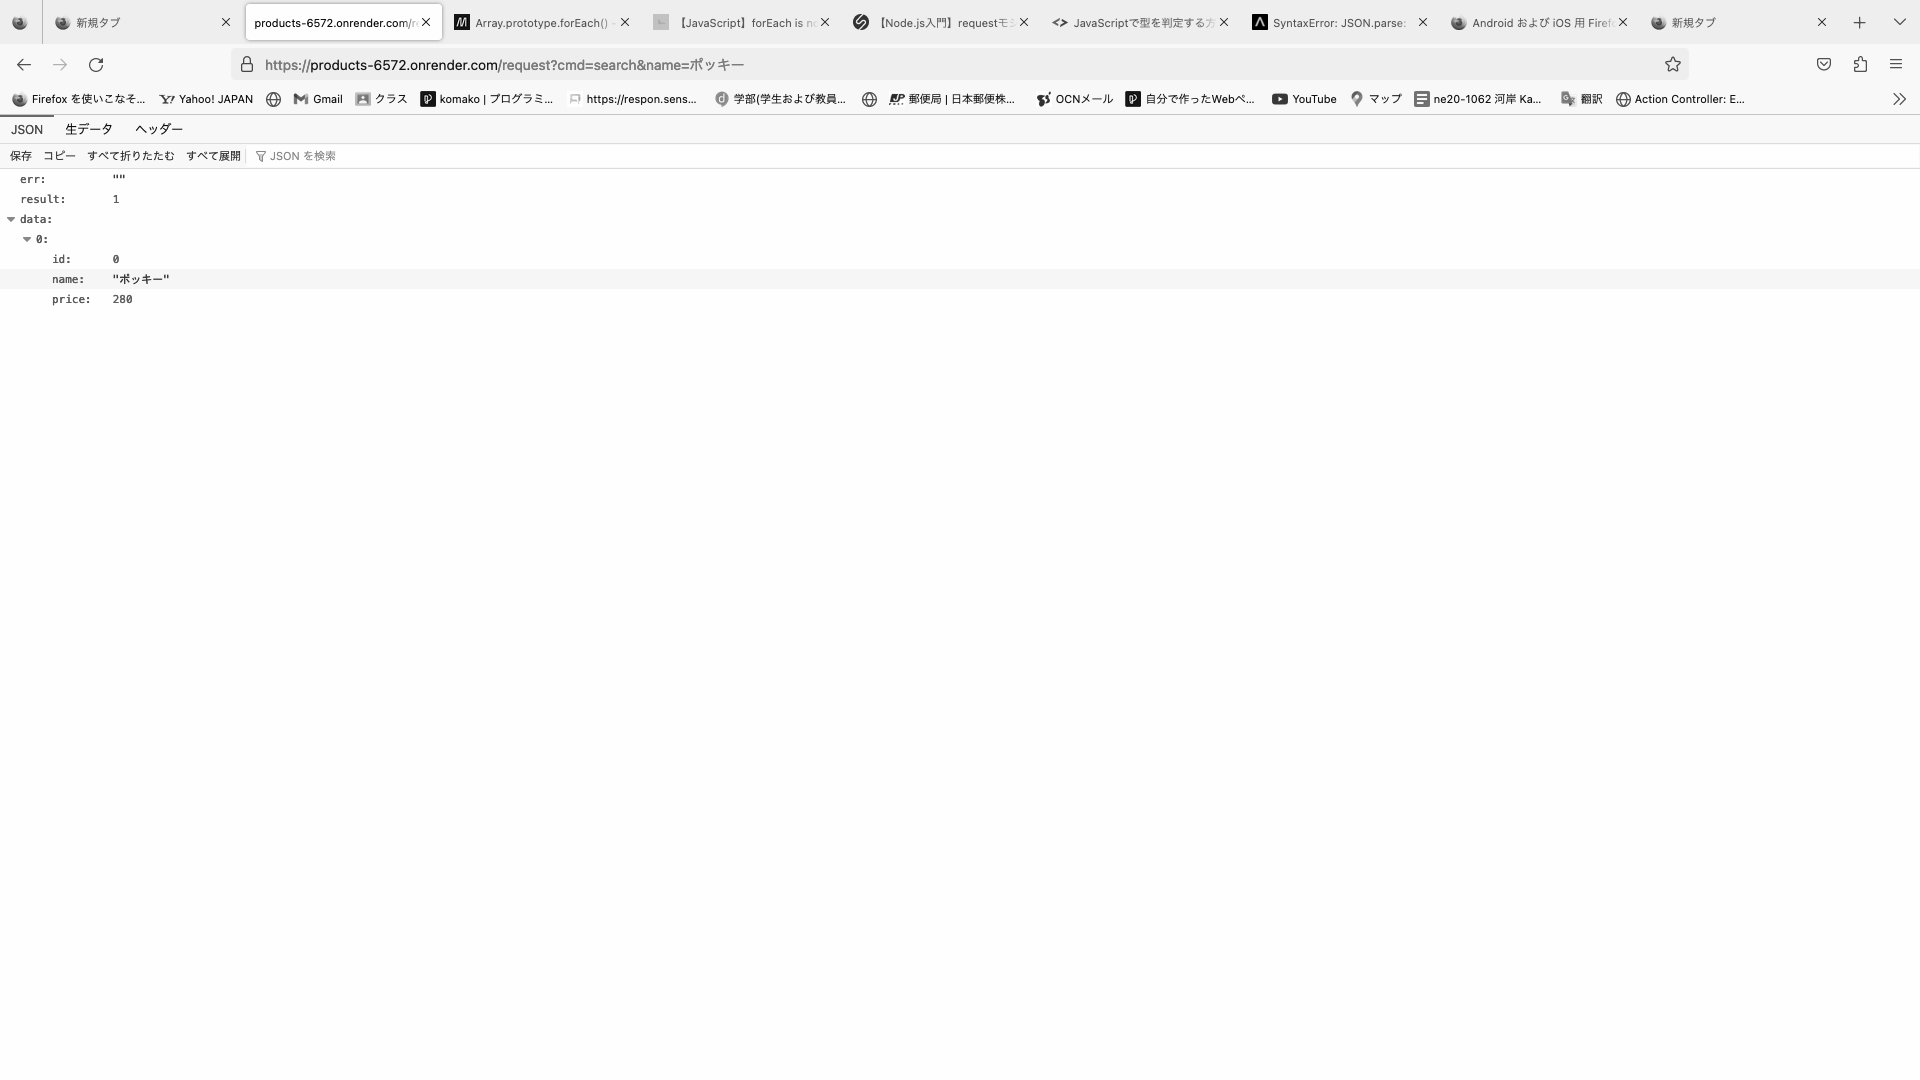 新規タブ
products-6572.onrender.com/r
Array.prototype.forEach() -
【JavaScript】forEach is no
【Node.js入門】requestモジ
JavaScriptで型を判定する方
SyntaxError: JSON.parse:
Android および iOS 用 Firef
新規タブ
https://products-6572.onrender.com/request?cmd=search&name=ポッキー
Firefox を使いこなそ...
Yahoo! JAPAN
Gmail
クラス
komako | プログラミ...
https://respon.sens...
学部(学生および教員...
郵便局 | 日本郵便株...
OCNメール
自分で作ったWebペ...
YouTube
マップ
ne20-1062 河岸 Ka...
翻訳
Action Controller: E...
JSON 生データ ヘッダー
保存 コピー すべて折りたたむ すべて展開 JSON を検索
err: ""
result: 1
data:
0:
id: 0
name: "ポッキー"
price: 280